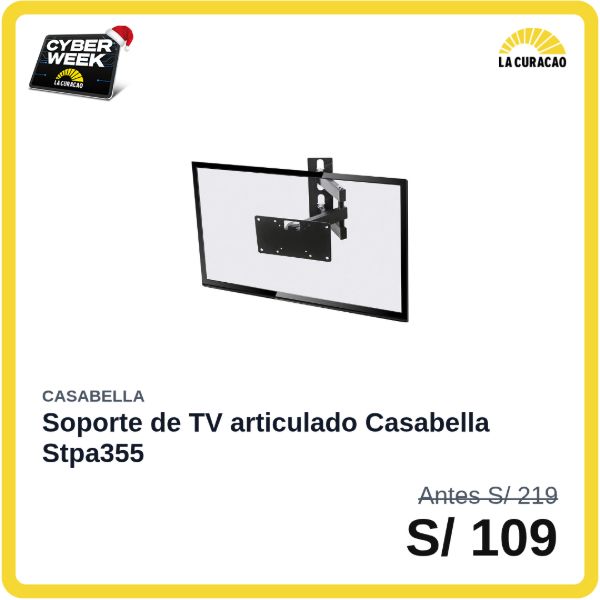 CYBER
WEEK
LA CURACAO
LA CURACAO
CASABELLA
Soporte de TV articulado Casabella
Stpa355
Antes S/ 219
S/ 109